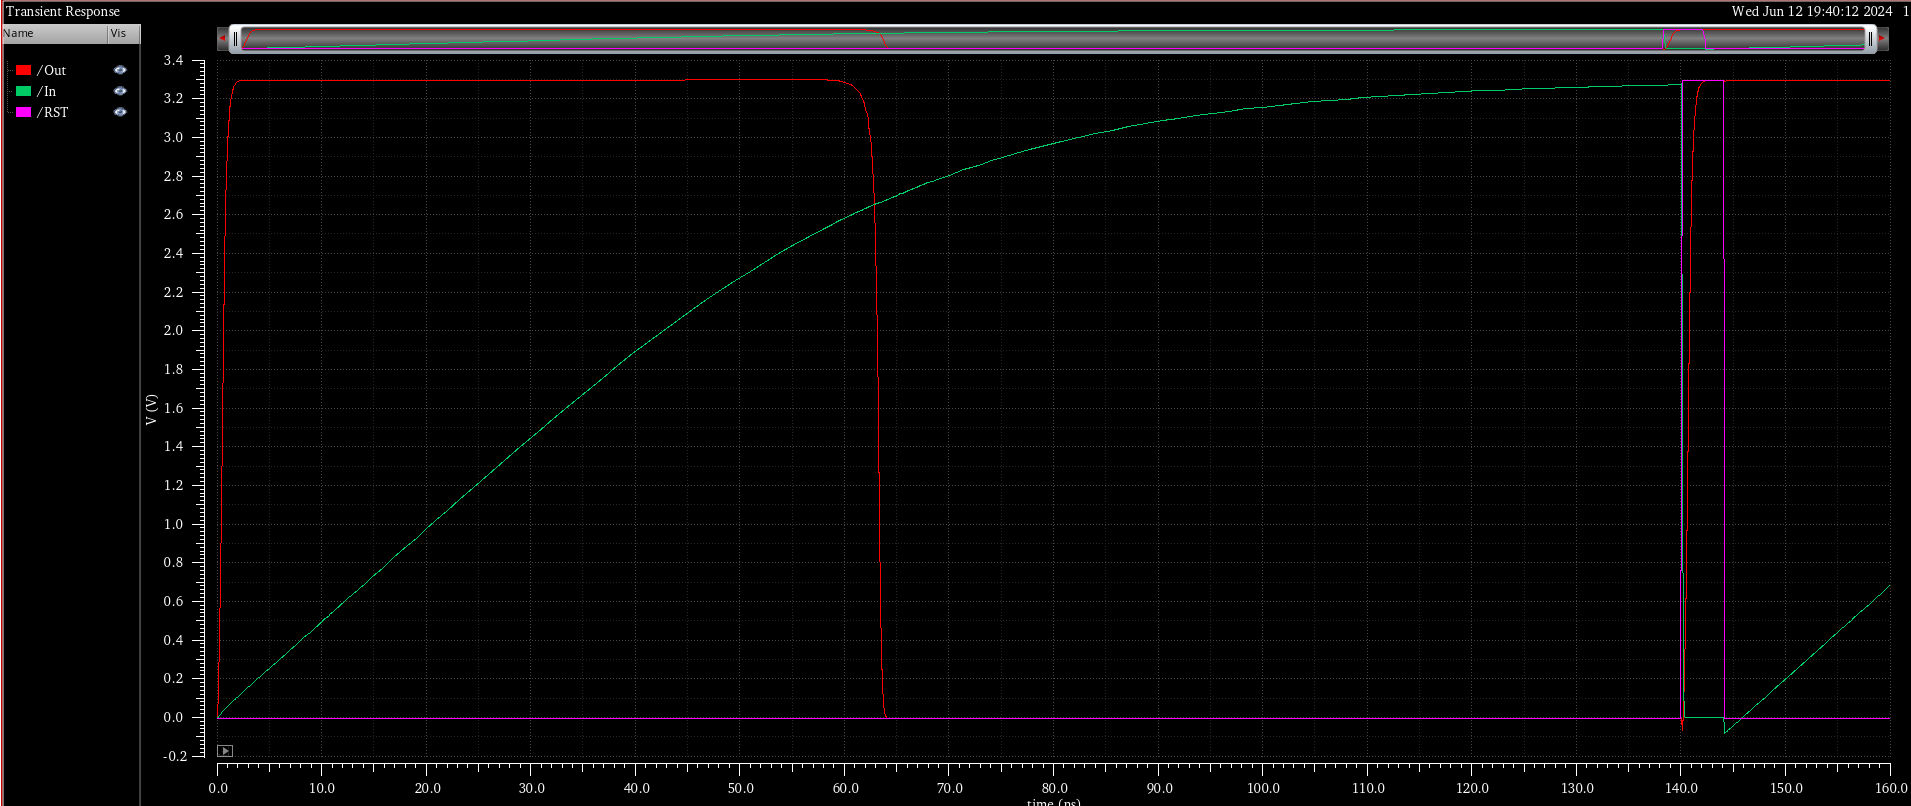 Transient Response
Wed Jun 12 19:40:12 2024 1
Name Vis
/Out
/In
/RST
V (V)
3.4
3.2
3.0
2.8
2.6
2.4
2.2
2.0
1.8
1.6
1.4
1.2
1.0
0.8
0.6
0.4
0.2
0.0
-0.2
0.0 10.0 20.0 30.0 40.0 50.0 60.0 70.0 80.0 90.0 100.0 110.0 120.0 130.0 140.0 150.0 160.0
time (ns)